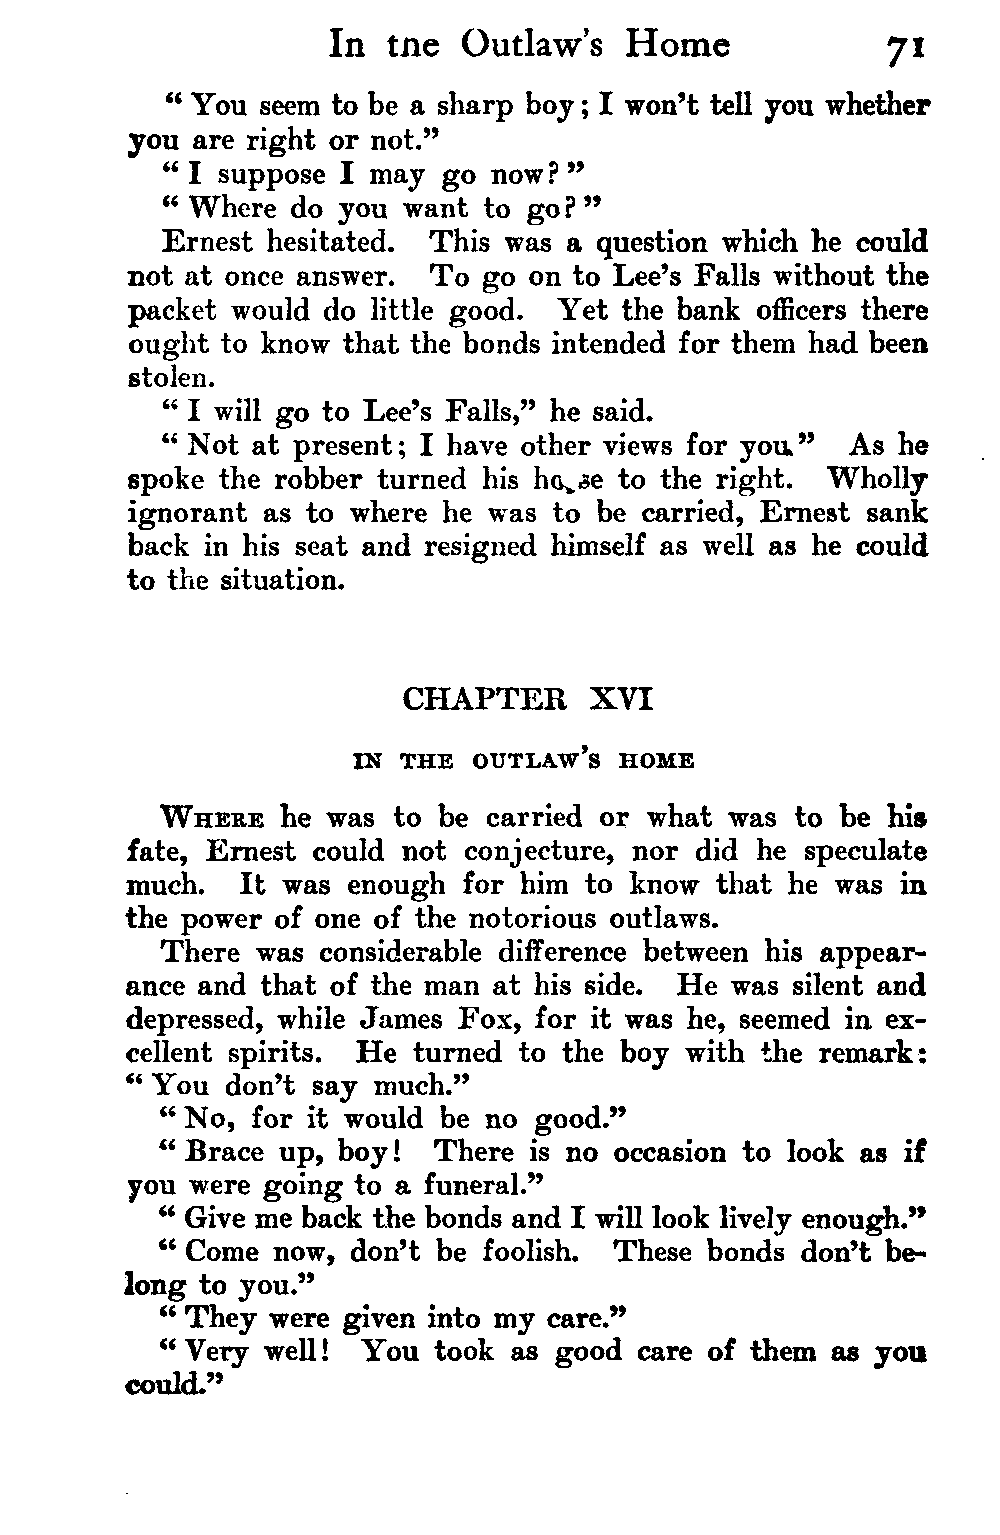 In the Outlaw's Home 71
“ You seem to be a sharp boy; I won't tell you whether
you are right or not.”
“ I suppose I may go now? ”
“ Where do you want to go? ”
Ernest hesitated. This was a question which he could
not at once answer. To go on to Lee's Falls without the
packet would do little good. Yet the bank officers there
ought to know that the bonds intended for them had been
stolen.
“ I will go to Lee's Falls,” he said.
“ Not at present; I have other views for you.” As he
spoke the robber turned his horse to the right. Wholly
ignorant as to where he was to be carried, Ernest sank
back in his seat and resigned himself as well as he could
to the situation.
CHAPTER XVI
IN THE OUTLAW'S HOME
WHERE he was to be carried or what was to be his
fate, Ernest could not conjecture, nor did he speculate
much. It was enough for him to know that he was in
the power of one of the notorious outlaws.
There was considerable difference between his appear-
ance and that of the man at his side. He was silent and
depressed, while James Fox, for it was he, seemed in ex-
cellent spirits. He turned to the boy with the remark:
“ You don't say much.”
“ No, for it would be no good.”
“ Brace up, boy! There is no occasion to look as if
you were going to a funeral.”
“ Give me back the bonds and I will look lively enough.”
“ Come now, don't be foolish. These bonds don't be-
long to you.”
“ They were given into my care.”
“ Very well! You took as good care of them as you
could.”